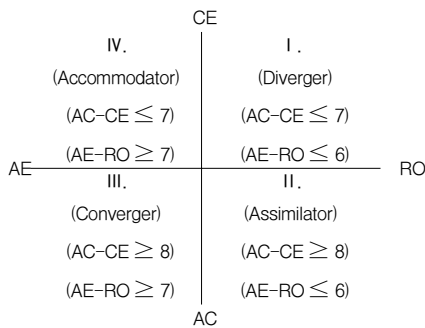 CE
Ⅳ. Ⅰ.
(Accommodator) (Diverger)
(AC-CE ≤ 7) (AC-CE ≤ 7)
(AE-RO ≥ 7) (AE-RO ≤ 6)
AE RO
Ⅲ. Ⅱ.
(Converger) (Assimilator)
(AC-CE ≥ 8) (AC-CE ≥ 8)
(AE-RO ≥ 7) (AE-RO ≤ 6)
AC